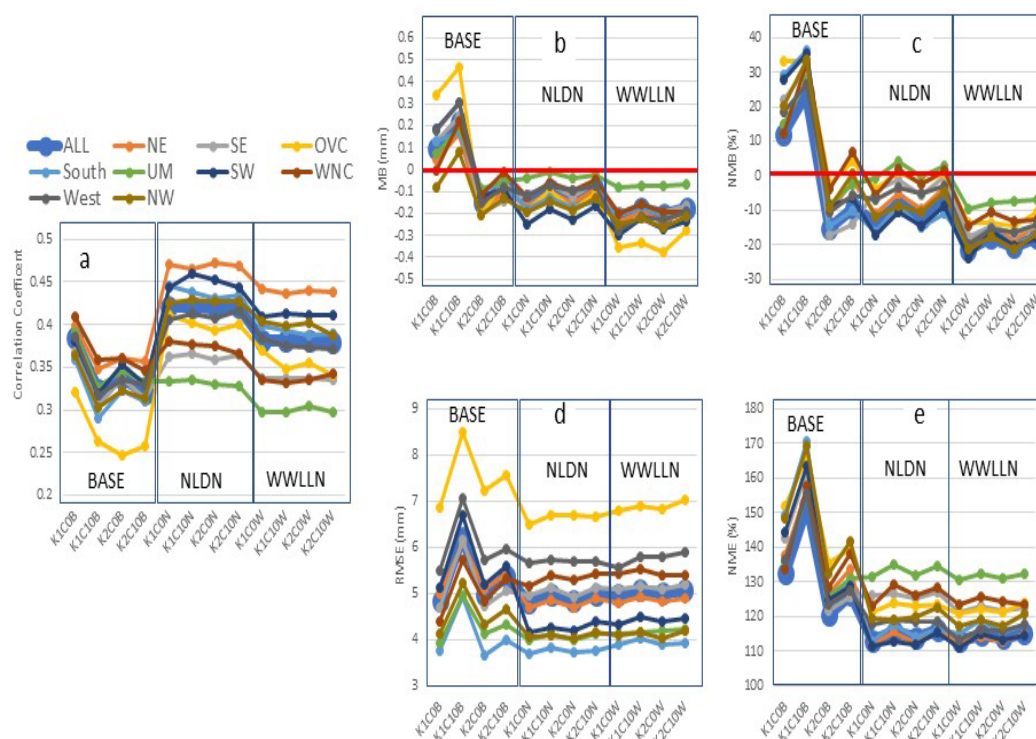 ALL NE SE OVC
South UM SW WNC
West NW
a
Correlation Coefficient
0.5
0.45
0.4
0.35
0.3
0.25
0.2
BASE NLDN WWLLN
K1C0B K1C10B K2C0B K2C10B K1C0N K1C10N K2C0N K2C10N K1C0W K1C10W K2C0W K2C10W
b
MB (mm)
0.6
0.5
0.4
0.3
0.2
0.1
0
-0.1
-0.2
-0.3
-0.4
-0.5
BASE
NLDN WWLLN
K1C0B K1C10B K2C0B K2C10B K1C0N K1C10N K2C0N K2C10N K1C0W K1C10W K2C0W K2C10W
c
NMB (%)
40
30
20
10
0
-10
-20
-30
BASE
NLDN WWLLN
K1C0B K1C10B K2C0B K2C10B K1C0N K1C10N K2C0N K2C10N K1C0W K1C10W K2C0W K2C10W
d
RMSE (mm)
9
8
7
6
5
4
3
BASE
NLDN WWLLN
K1C0B K1C10B K2C0B K2C10B K1C0N K1C10N K2C0N K2C10N K1C0W K1C10W K2C0W K2C10W
e
NME (%)
180
170
160
150
140
130
120
110
100
BASE
NLDN WWLLN
K1C0B K1C10B K2C0B K2C10B K1C0N K1C10N K2C0N K2C10N K1C0W K1C10W K2C0W K2C10W